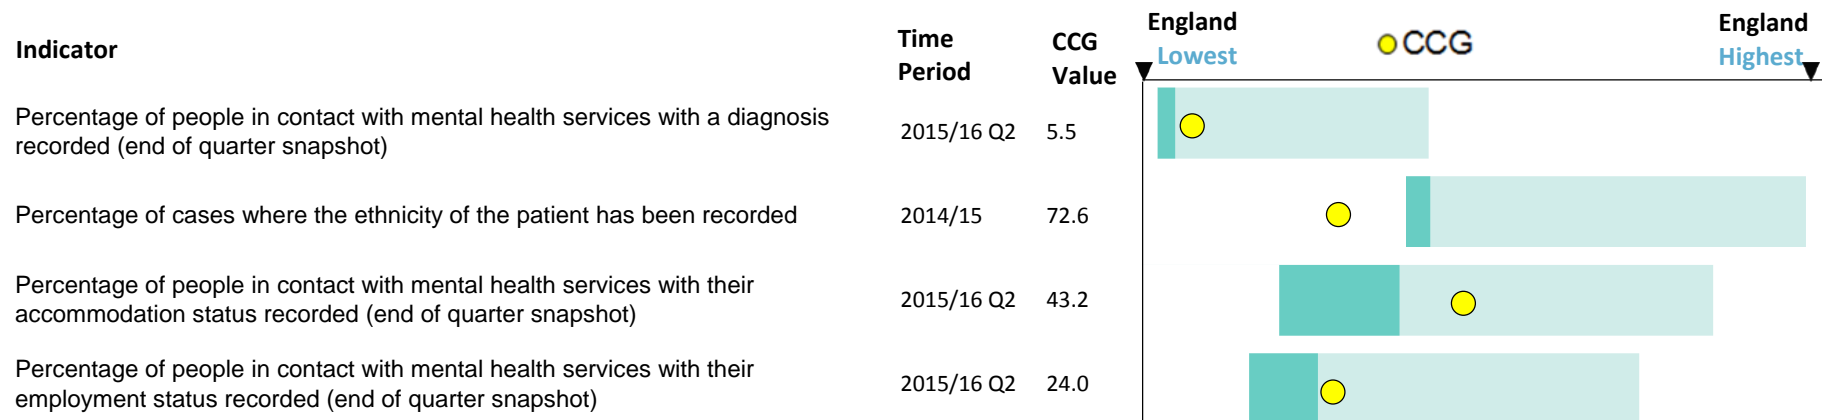 Indicator
Time
Period
CCG
Value
England
Lowest
CCG
England
Highest
Percentage of people in contact with mental health services with a diagnosis
recorded (end of quarter snapshot)
2015/16 Q2
5.5
Percentage of cases where the ethnicity of the patient has been recorded
2014/15
72.6
Percentage of people in contact with mental health services with their
accommodation status recorded (end of quarter snapshot)
2015/16 Q2
43.2
Percentage of people in contact with mental health services with their
employment status recorded (end of quarter snapshot)
2015/16 Q2
24.0